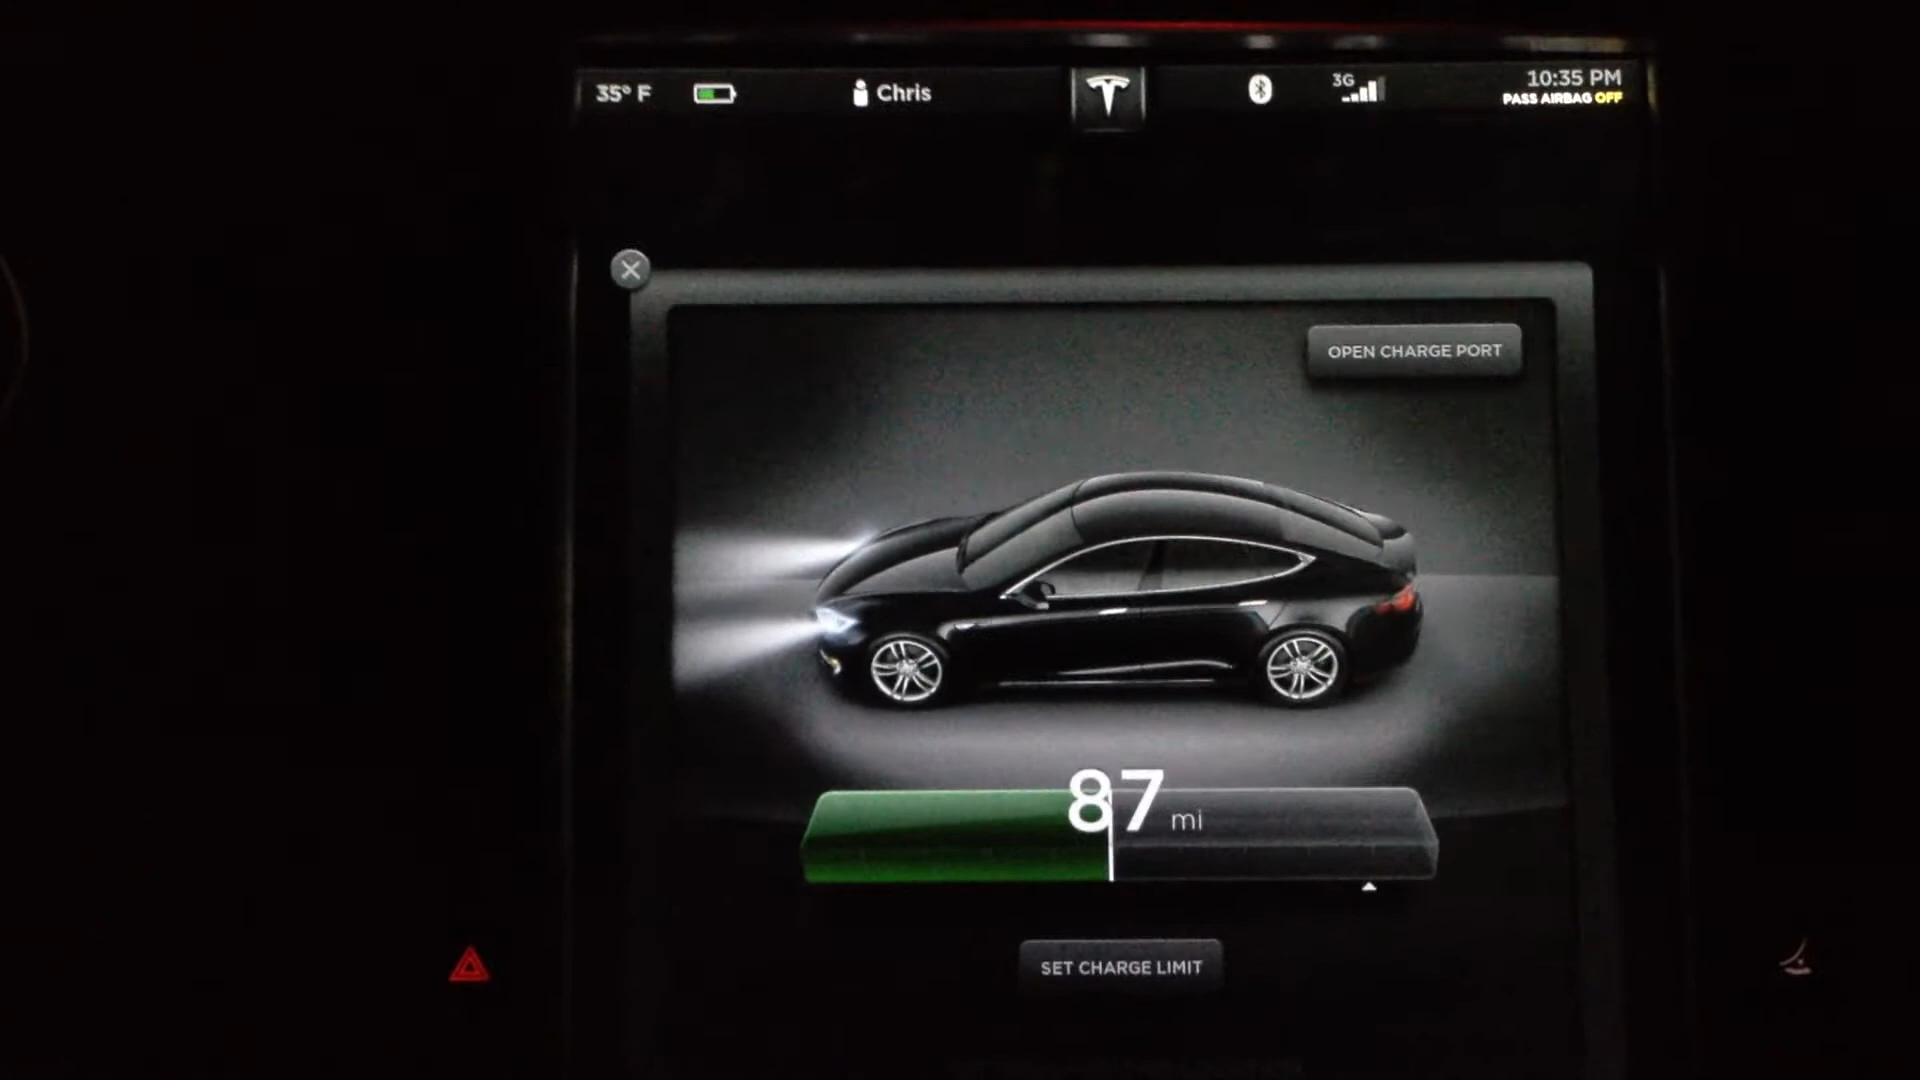 35° F
Chris
3G
10:35 PM
PASS AIRBAG OFF
OPEN CHARGE PORT
87 mi
SET CHARGE LIMIT